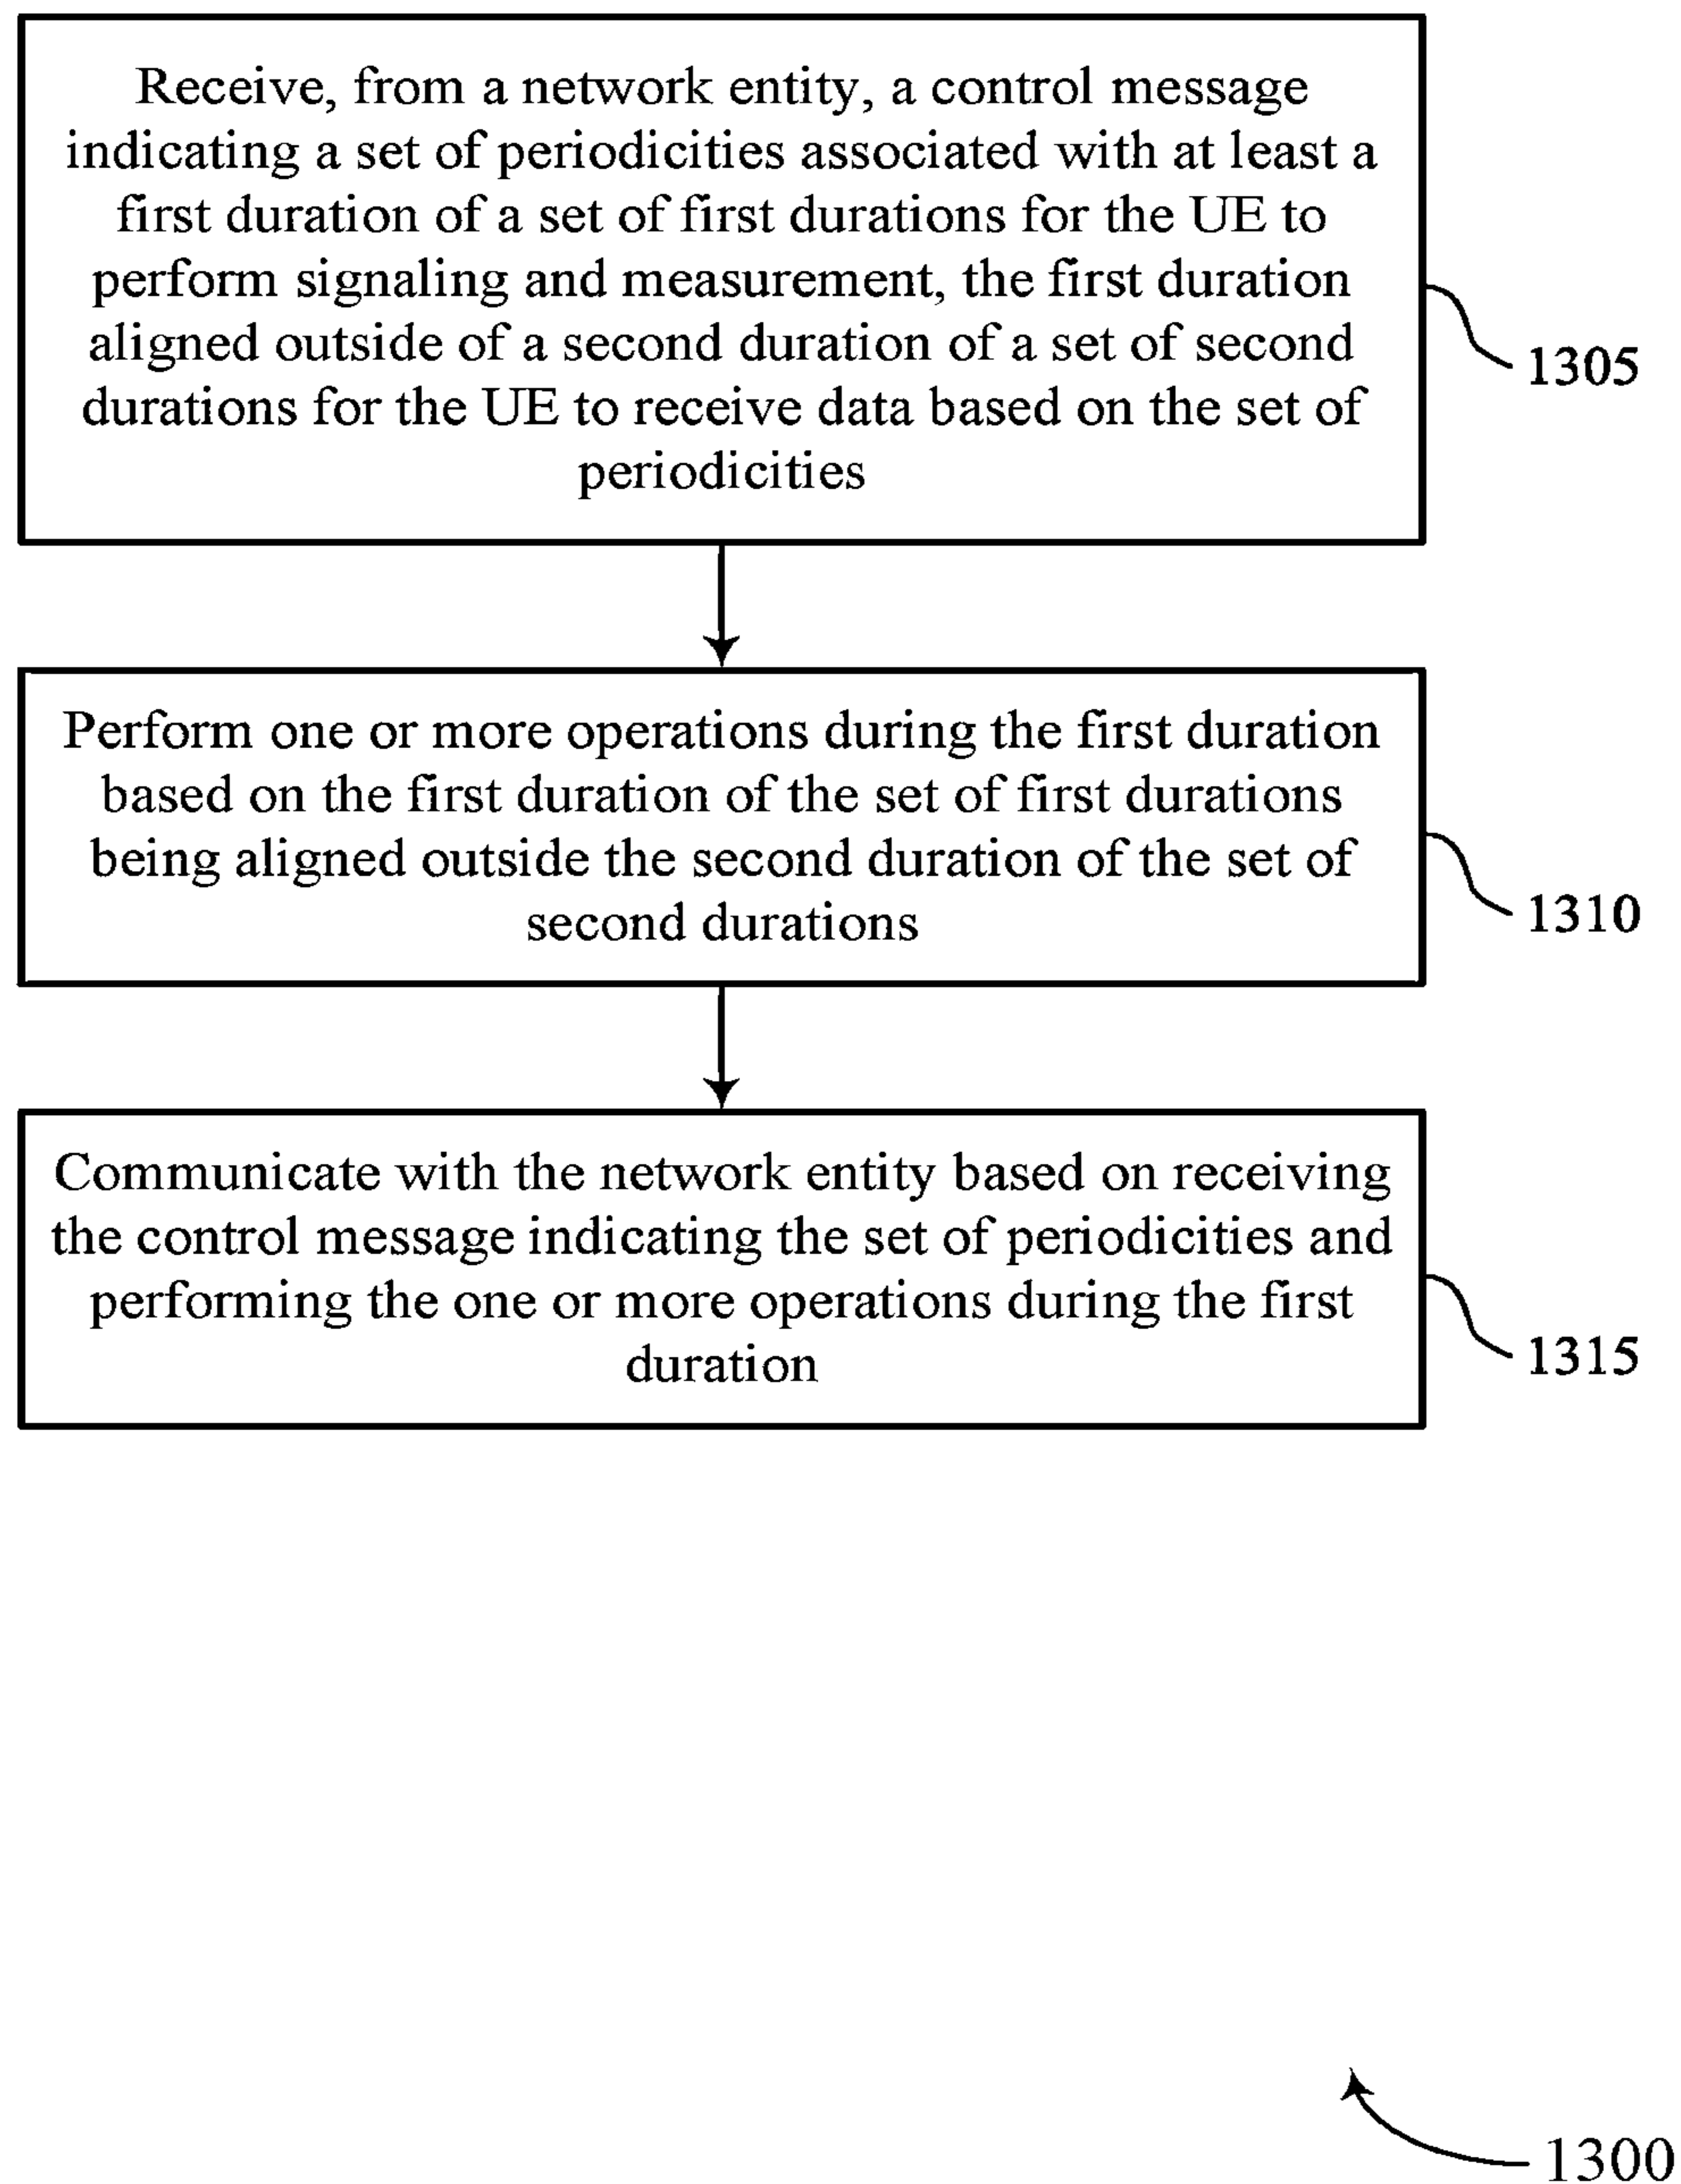 Receive, from a network entity, a control message
indicating a set of periodicities associated with at least a
first duration of a set of first durations for the UE to
perform signaling and measurement, the first duration
aligned outside of a second duration of a set of second
durations for the UE to receive data based on the set of
periodicities
1305
Perform one or more operations during the first duration
based on the first duration of the set of first durations
being aligned outside the second duration of the set of
second durations
1310
Communicate with the network entity based on receiving
the control message indicating the set of periodicities and
performing the one or more operations during the first
duration
1315
1300